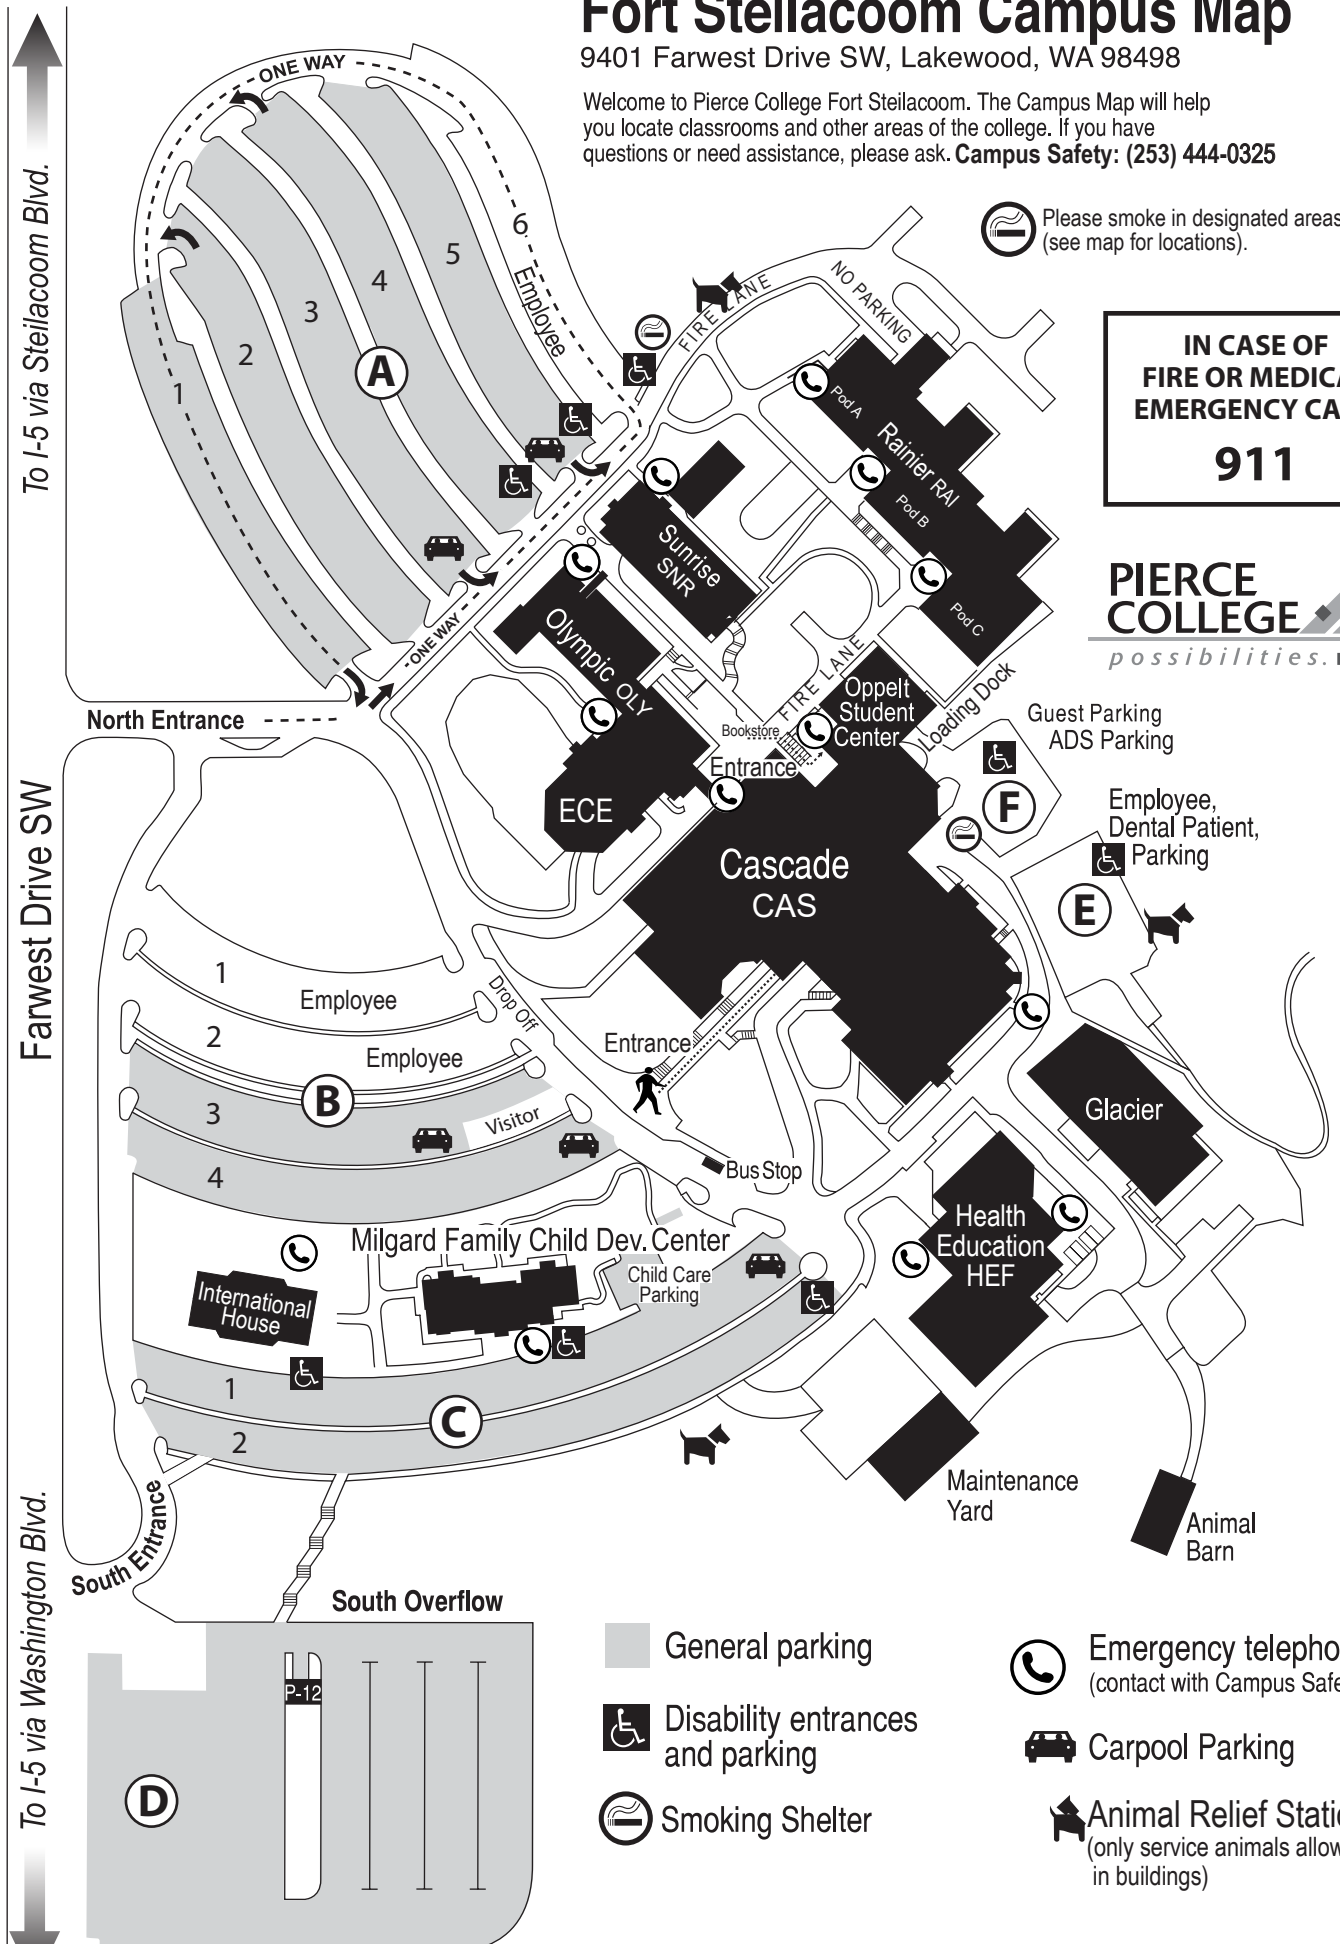 Fort Steilacoom Campus Map
9401 Farwest Drive SW, Lakewood, WA 98498
Welcome to Pierce College Fort Steilacoom. The Campus Map will help
you locate classrooms and other areas of the college. If you have
questions or need assistance, please ask. Campus Safety: (253) 444-0325
Please smoke in designated areas
(see map for locations).
IN CASE OF
FIRE OR MEDICA
EMERGENCY CA
911
PIERCE
COLLEGE
possibilities.
To I-5 via Steilacoom Blvd.
Farwest Drive SW
To I-5 via Washington Blvd.
ONE WAY
1
2
3
4
5
6
Employee
A
ONE WAY
North Entrance
FIRE LANE
NO PARKING
Pod A
Rainier RAI
Pod B
Pod C
Sunrise
SNR
Olympic OLY
ECE
FIRE LANE
Oppelt
Student
Center
Loading Dock
Bookstore
Entrance
Guest Parking
ADS Parking
F
Employee,
Dental Patient,
Parking
E
Cascade
CAS
1
Employee
2
Employee
B
3
Visitor
4
Drop Off
Entrance
Bus Stop
Glacier
Health
Education
HEF
Milgard Family Child Dev. Center
Child Care
Parking
International
House
1
C
2
South Entrance
Maintenance
Yard
Animal
Barn
South Overflow
P-12
D
General parking
Disability entrances
and parking
Smoking Shelter
Emergency telepho
(contact with Campus Safe
Carpool Parking
Animal Relief Stati
(only service animals allow
in buildings)